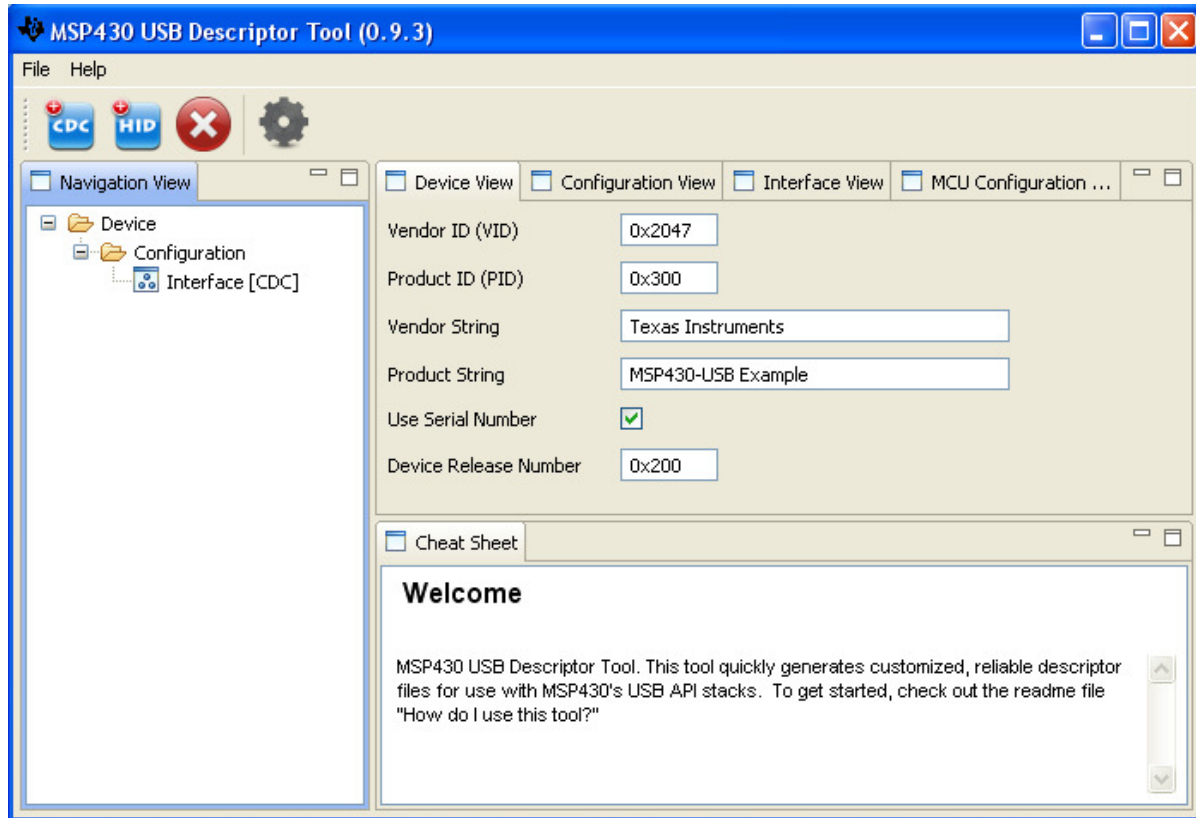 MSP430 USB Descriptor Tool (0.9.3)
File Help
CDC HID
Navigation View
Device
Configuration
Interface [CDC]
Device View Configuration View Interface View MCU Configuration ...
Vendor ID (VID) 0x2047
Product ID (PID) 0x300
Vendor String Texas Instruments
Product String MSP430-USB Example
Use Serial Number
Device Release Number 0x200
Cheat Sheet
Welcome
MSP430 USB Descriptor Tool. This tool quickly generates customized, reliable descriptor
files for use with MSP430's USB API stacks. To get started, check out the readme file
"How do I use this tool?"